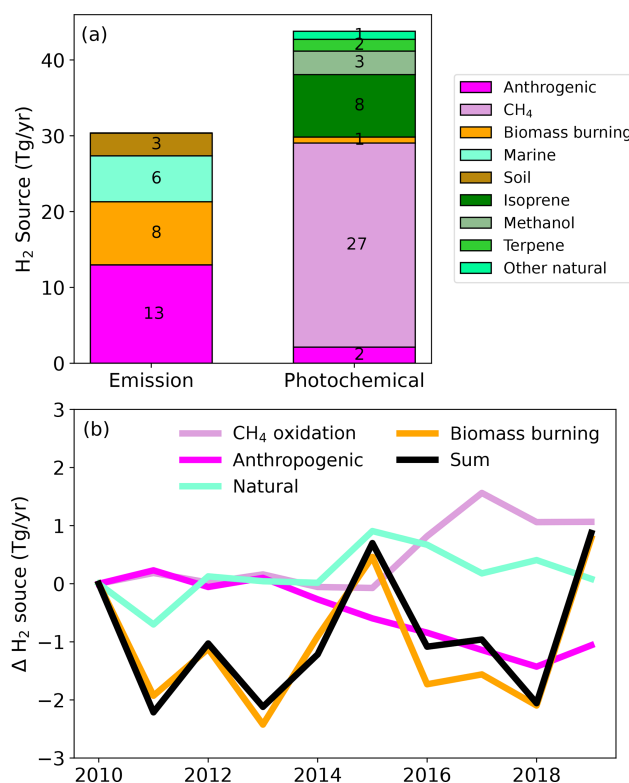 (a)
H₂ Source (Tg/yr)
40
30
20
10
0
3
6
8
13
1
2
3
8
1
27
2
Emission
Photochemical
Anthrogenic
CH₄
Biomass burning
Marine
Soil
Isoprene
Methanol
Terpene
Other natural
(b)
CH₄ oxidation
Anthropogenic
Natural
Biomass burning
Sum
Δ H₂ souce (Tg/yr)
3
2
1
0
−1
−2
−3
2010
2012
2014
2016
2018